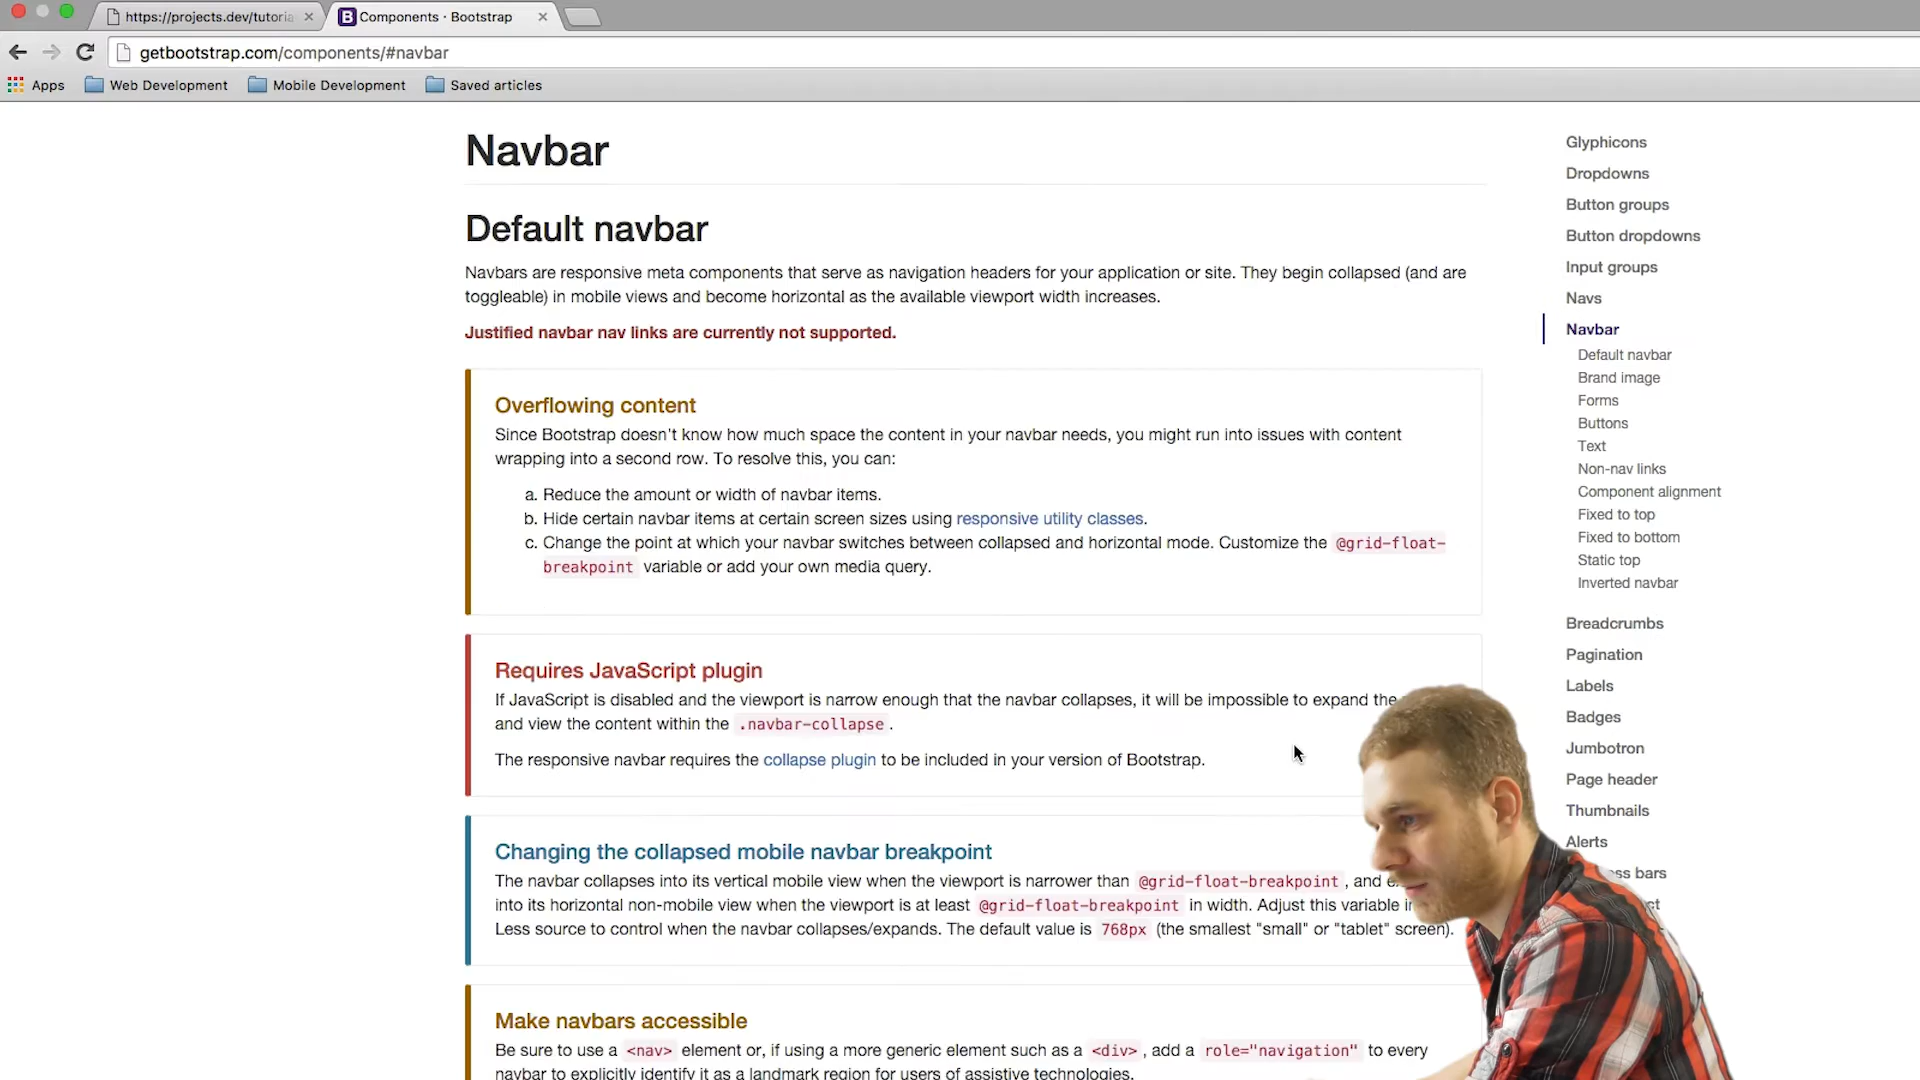 https://projects.dev/tutoria
Components · Bootstrap
getbootstrap.com/components/#navbar
Apps
Web Development
Mobile Development
Saved articles
Navbar
Default navbar
Navbars are responsive meta components that serve as navigation headers for your application or site. They begin collapsed (and are
toggleable) in mobile views and become horizontal as the available viewport width increases.
Justified navbar nav links are currently not supported.
Overflowing content
Since Bootstrap doesn't know how much space the content in your navbar needs, you might run into issues with content
wrapping into a second row. To resolve this, you can:
a. Reduce the amount or width of navbar items.
b. Hide certain navbar items at certain screen sizes using responsive utility classes.
c. Change the point at which your navbar switches between collapsed and horizontal mode. Customize the @grid-float-
breakpoint variable or add your own media query.
Requires JavaScript plugin
If JavaScript is disabled and the viewport is narrow enough that the navbar collapses, it will be impossible to expand the
and view the content within the .navbar-collapse.
The responsive navbar requires the collapse plugin to be included in your version of Bootstrap.
Changing the collapsed mobile navbar breakpoint
The navbar collapses into its vertical mobile view when the viewport is narrower than @grid-float-breakpoint, and
into its horizontal non-mobile view when the viewport is at least @grid-float-breakpoint in width. Adjust this variable
Less source to control when the navbar collapses/expands. The default value is 768px (the smallest "small" or "tablet" screen).
Make navbars accessible
Be sure to use a <nav> element or, if using a more generic element such as a <div>, add a role="navigation" to every
navbar to explicitly identify it as a landmark region for users of assistive technologies.
Glyphicons
Dropdowns
Button groups
Button dropdowns
Input groups
Navs
Navbar
Default navbar
Brand image
Forms
Buttons
Text
Non-nav links
Component alignment
Fixed to top
Fixed to bottom
Static top
Inverted navbar
Breadcrumbs
Pagination
Labels
Badges
Jumbotron
Page header
Thumbnails
Alerts
ss bars
ct